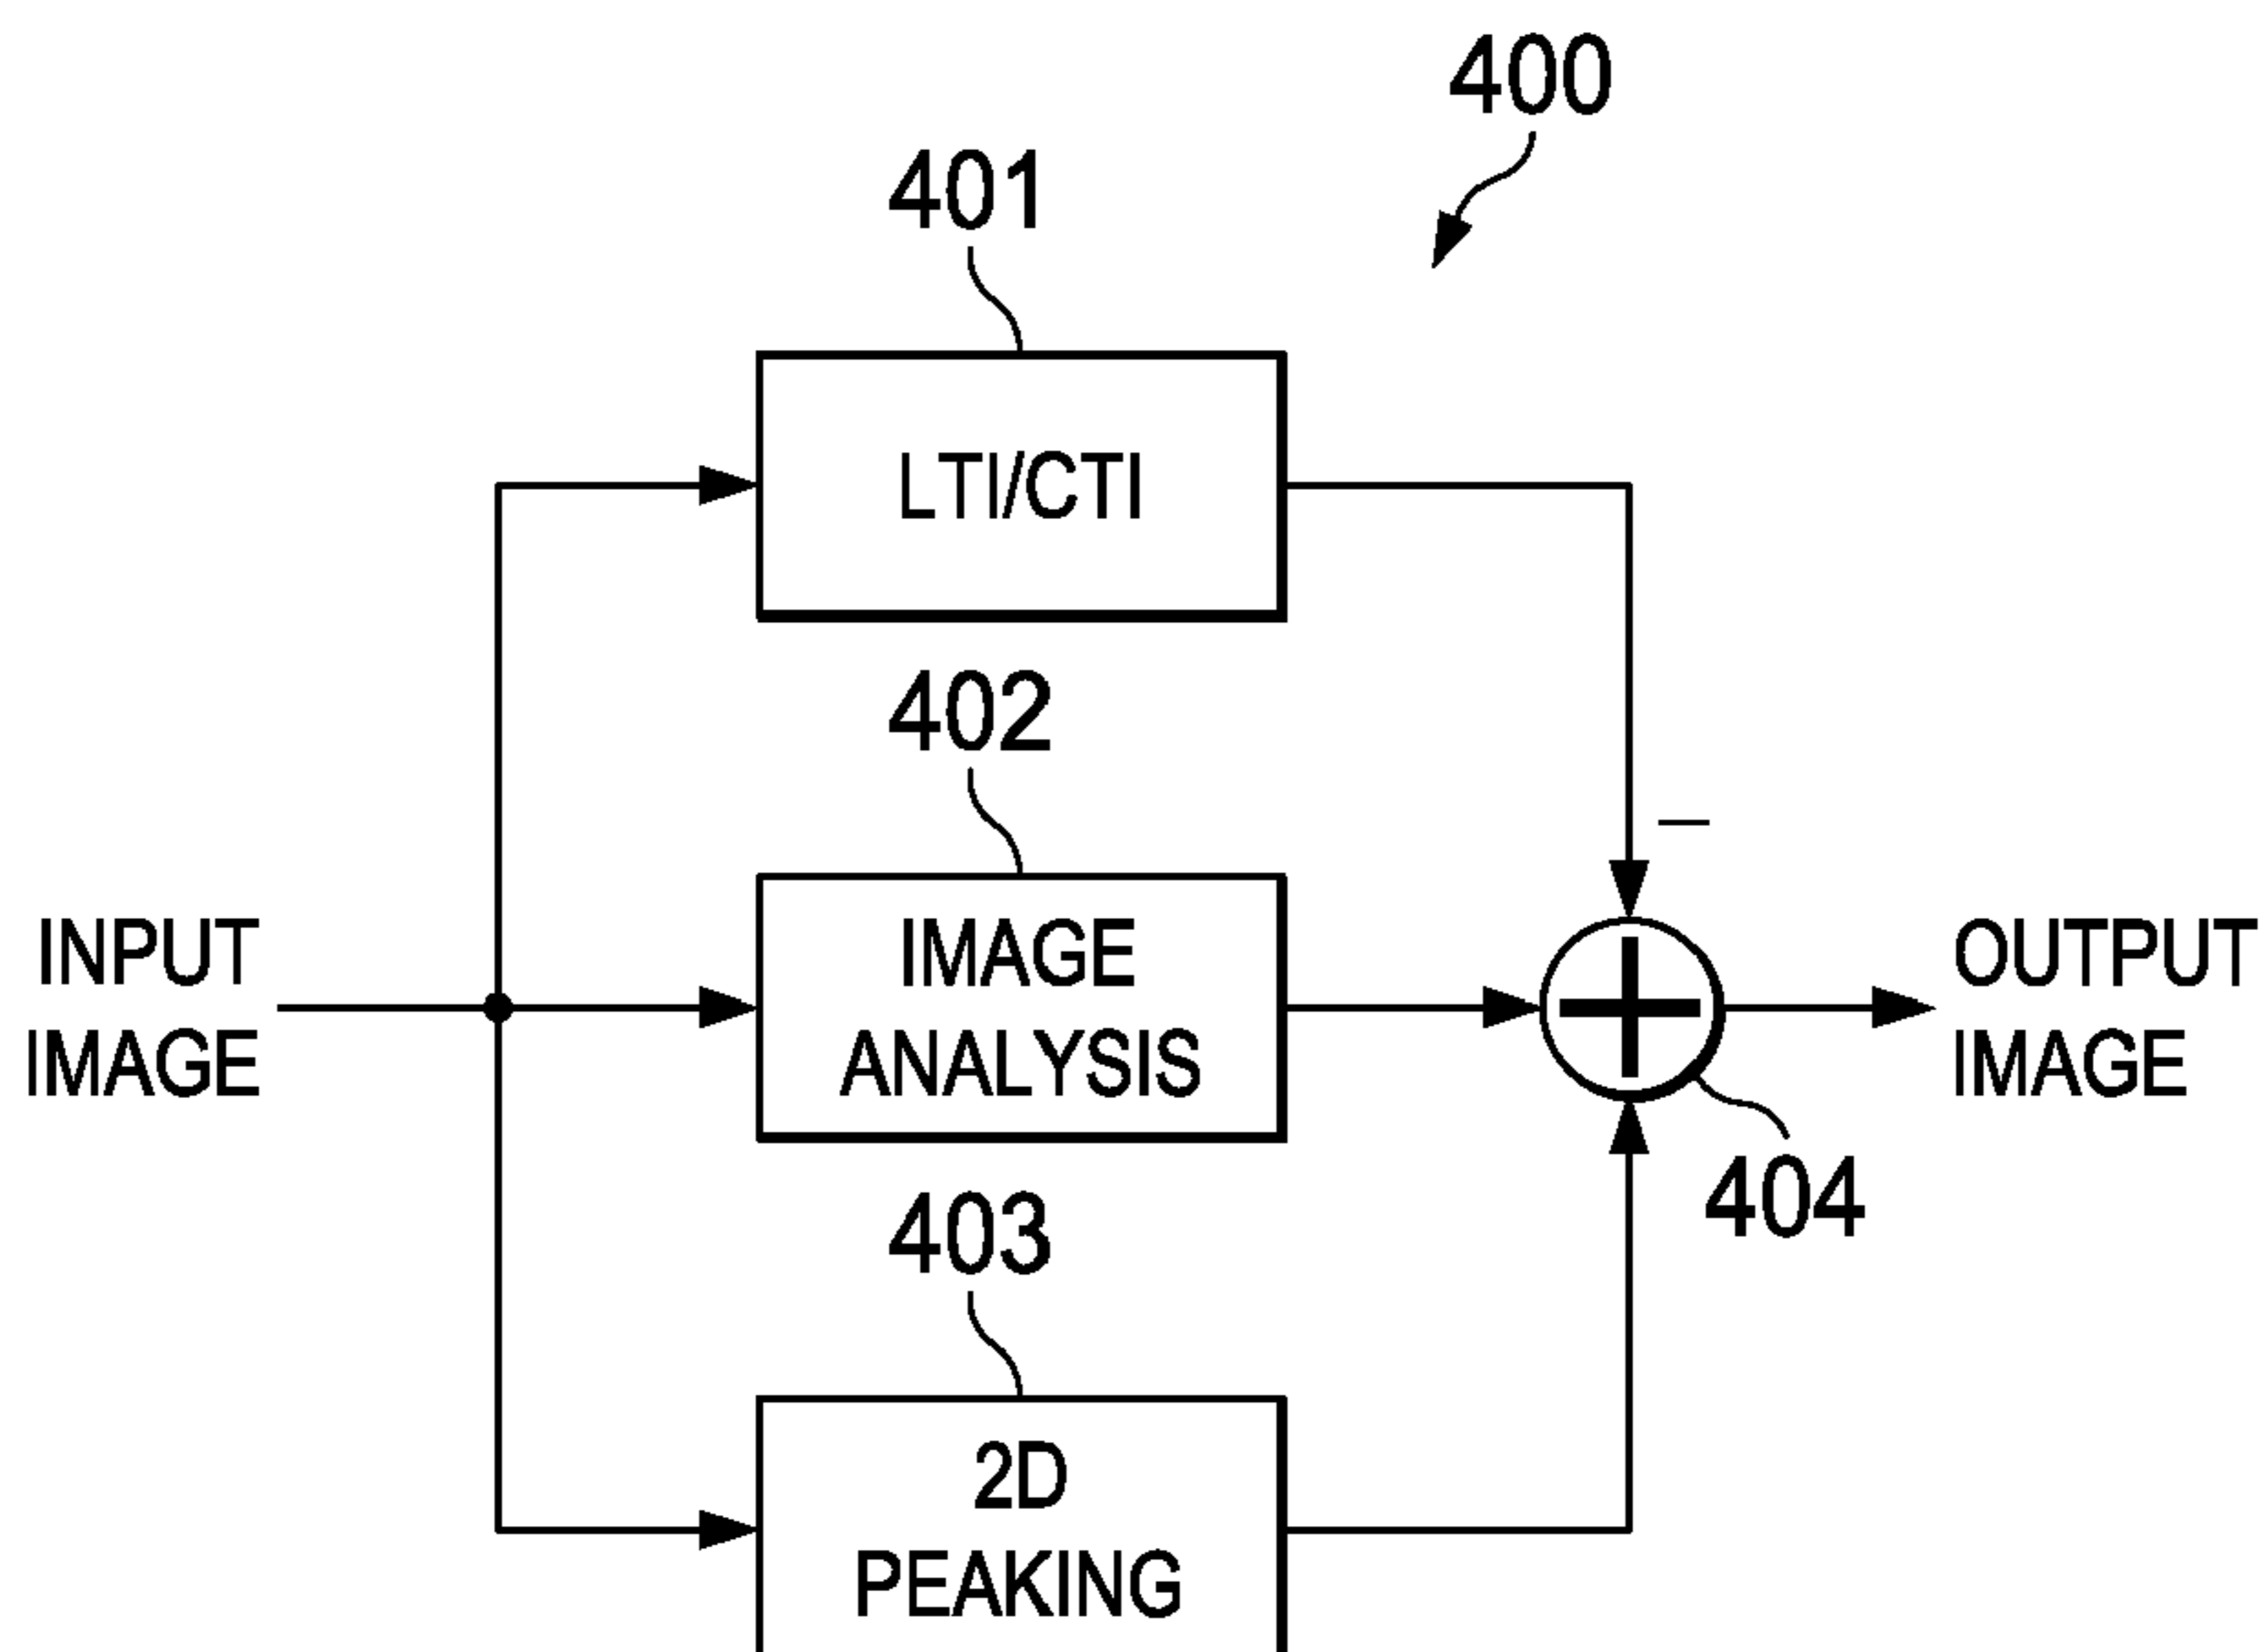 400
401
LTI/CTI
402
INPUT
IMAGE
IMAGE
ANALYSIS
–
OUTPUT
IMAGE
404
403
2D
PEAKING